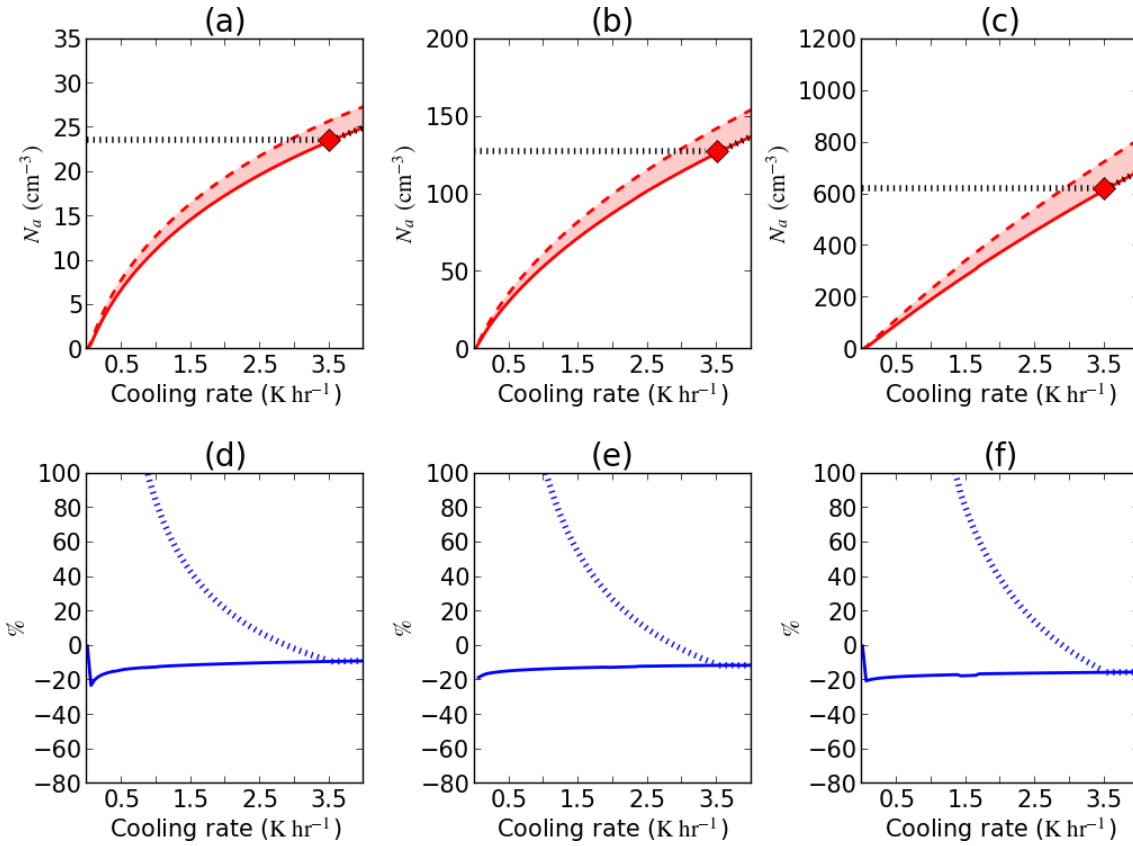 (a) (b) (c)
35 200 1200
30 1000
25 150 800
20 100 600
15 400
10 50 200
5
0 0 0
N_a (cm⁻³) N_a (cm⁻³) N_a (cm⁻³)
0.5 1.5 2.5 3.5 0.5 1.5 2.5 3.5 0.5 1.5 2.5 3.5
Cooling rate (K hr⁻¹) Cooling rate (K hr⁻¹) Cooling rate (K hr⁻¹)
(d) (e) (f)
100 100 100
80 80 80
60 60 60
40 40 40
20 20 20
0 0 0
% % %
−20 −20 −20
−40 −40 −40
−60 −60 −60
−80 −80 −80
0.5 1.5 2.5 3.5 0.5 1.5 2.5 3.5 0.5 1.5 2.5 3.5
Cooling rate (K hr⁻¹) Cooling rate (K hr⁻¹) Cooling rate (K hr⁻¹)